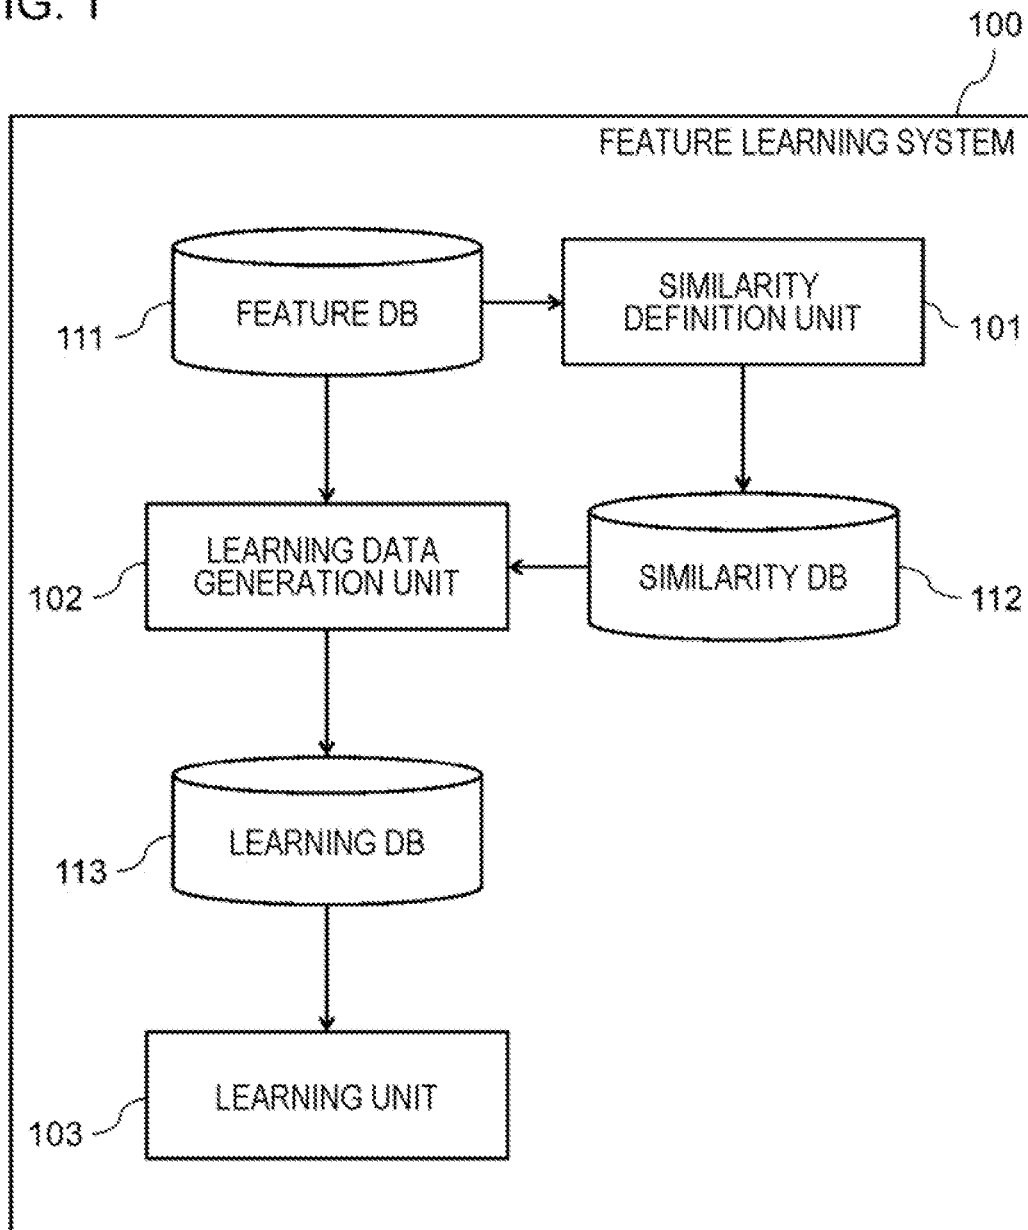 IG. 1
100
FEATURE LEARNING SYSTEM
FEATURE DB
111
SIMILARITY
DEFINITION UNIT
101
LEARNING DATA
GENERATION UNIT
102
SIMILARITY DB
112
LEARNING DB
113
LEARNING UNIT
103